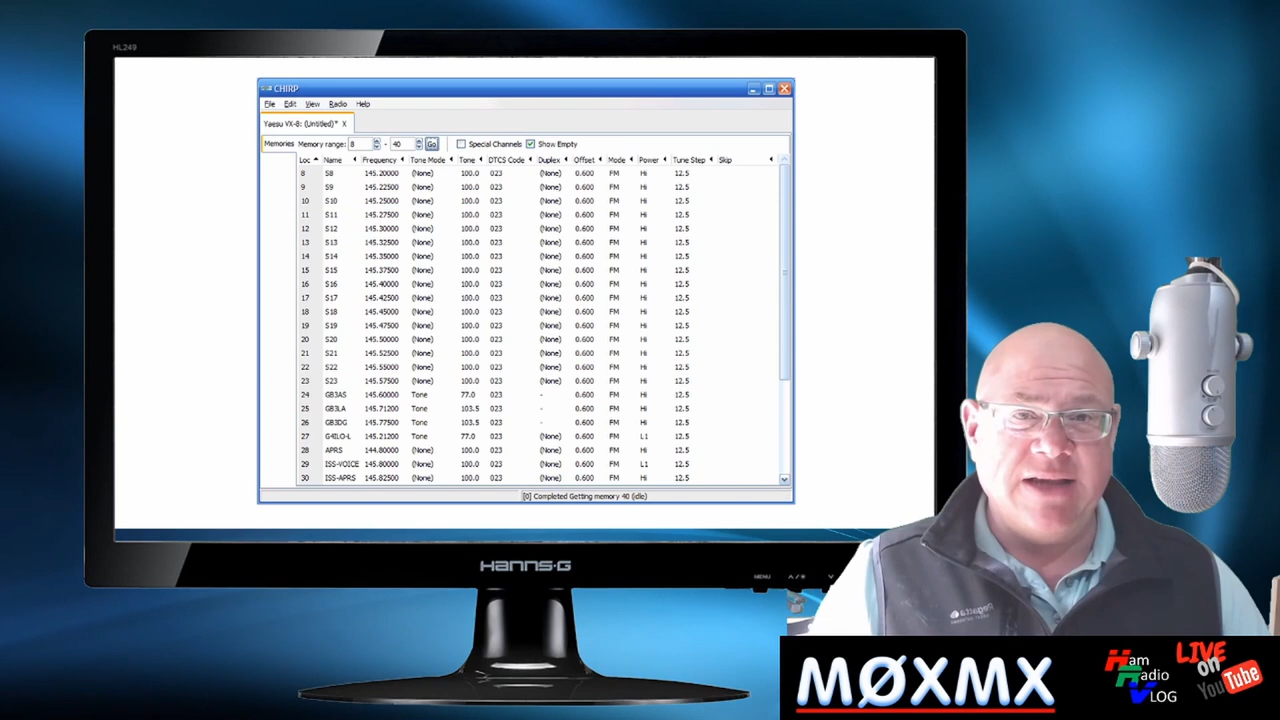 HL249
CHIRP
File Edit View Radio Help
Yaesu VX-8: (Untitled)* X
Memories Memory range: 8 - 40 Go Special Channels Show Empty
Loc Name Frequency Tone Mode Tone DTCS Code Duplex Offset Mode Power Tune Step Skip
8 S8 145.20000 (None) 100.0 023 (None) 0.600 FM Hi 12.5
9 S9 145.22500 (None) 100.0 023 (None) 0.600 FM Hi 12.5
10 S10 145.25000 (None) 100.0 023 (None) 0.600 FM Hi 12.5
11 S11 145.27500 (None) 100.0 023 (None) 0.600 FM Hi 12.5
12 S12 145.30000 (None) 100.0 023 (None) 0.600 FM Hi 12.5
13 S13 145.32500 (None) 100.0 023 (None) 0.600 FM Hi 12.5
14 S14 145.35000 (None) 100.0 023 (None) 0.600 FM Hi 12.5
15 S15 145.37500 (None) 100.0 023 (None) 0.600 FM Hi 12.5
16 S16 145.40000 (None) 100.0 023 (None) 0.600 FM Hi 12.5
17 S17 145.42500 (None) 100.0 023 (None) 0.600 FM Hi 12.5
18 S18 145.45000 (None) 100.0 023 (None) 0.600 FM Hi 12.5
19 S19 145.47500 (None) 100.0 023 (None) 0.600 FM Hi 12.5
20 S20 145.50000 (None) 100.0 023 (None) 0.600 FM Hi 12.5
21 S21 145.52500 (None) 100.0 023 (None) 0.600 FM Hi 12.5
22 S22 145.55000 (None) 100.0 023 (None) 0.600 FM Hi 12.5
23 S23 145.57500 (None) 100.0 023 (None) 0.600 FM Hi 12.5
24 GB3AS 145.60000 Tone 77.0 023 - 0.600 FM Hi 12.5
25 GB3LA 145.71200 Tone 103.5 023 - 0.600 FM Hi 12.5
26 GB3DG 145.77500 Tone 103.5 023 - 0.600 FM Hi 12.5
27 G4ILO-L 145.21200 Tone 77.0 023 (None) 0.600 FM L1 12.5
28 APRS 144.80000 (None) 100.0 023 (None) 0.600 FM Hi 12.5
29 ISS-VOICE 145.80000 (None) 100.0 023 (None) 0.600 FM L1 12.5
30 ISS-APRS 145.82500 (None) 100.0 023 (None) 0.600 FM Hi 12.5
[0] Completed Getting memory 40 (idle)
HANNS-G
MENU
Regatta
MØXMX
Ham Radio VLOG
LIVE on YouTube